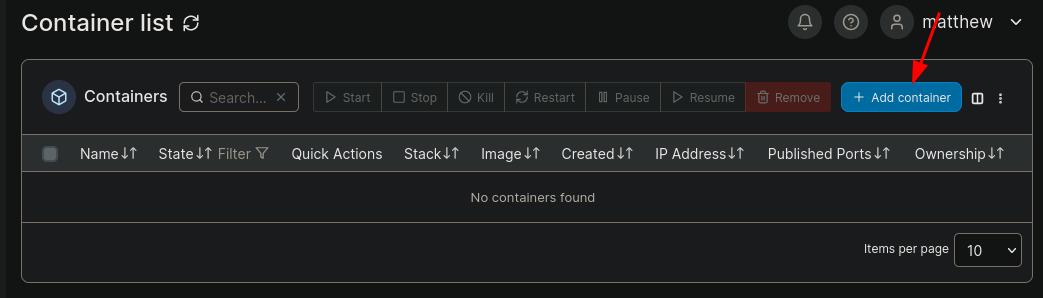 Container list
matthew
Containers Search... Start Stop Kill Restart Pause Resume Remove + Add container
Name State Filter Quick Actions Stack Image Created IP Address Published Ports Ownership
No containers found
Items per page 10